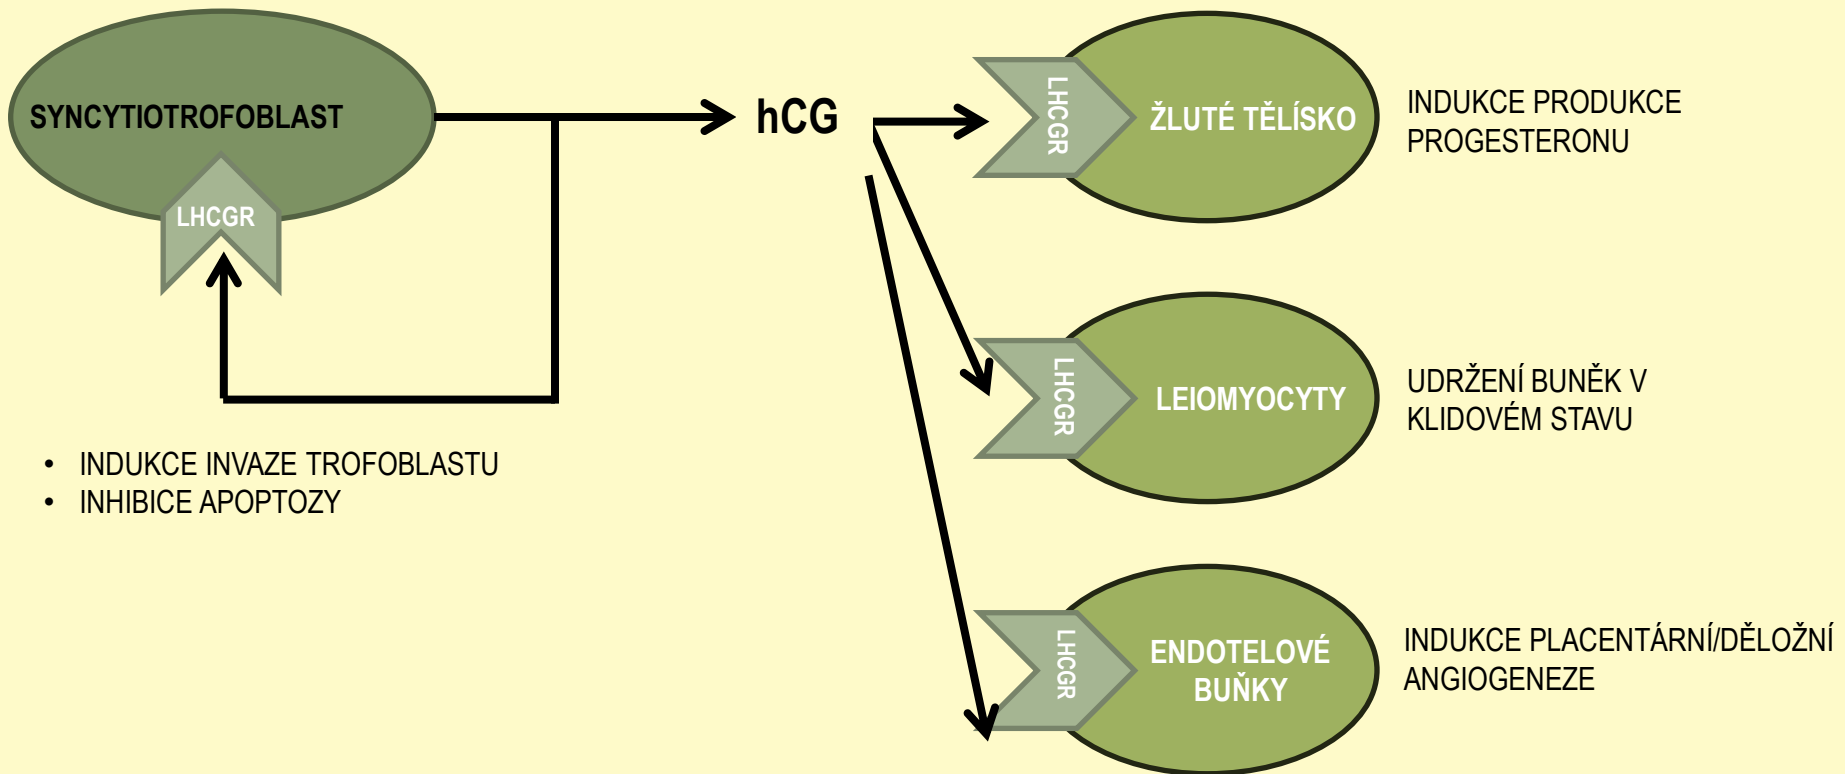 SYNCYTIOTROFOBLAST
LHCGR
• INDUKCE INVAZE TROFOBLASTU
• INHIBICE APOPTOZY
hCG
LHCGR
ŽLUTÉ TĚLÍSKO
INDUKCE PRODUKCE
PROGESTERONU
LHCGR
LEIOMYOCYTY
UDRŽENÍ BUNĚK V
KLIDOVÉM STAVU
LHCGR
ENDOTELOVÉ
BUŇKY
INDUKCE PLACENTÁRNÍ/DĚLOŽNÍ
ANGIOGENEZE